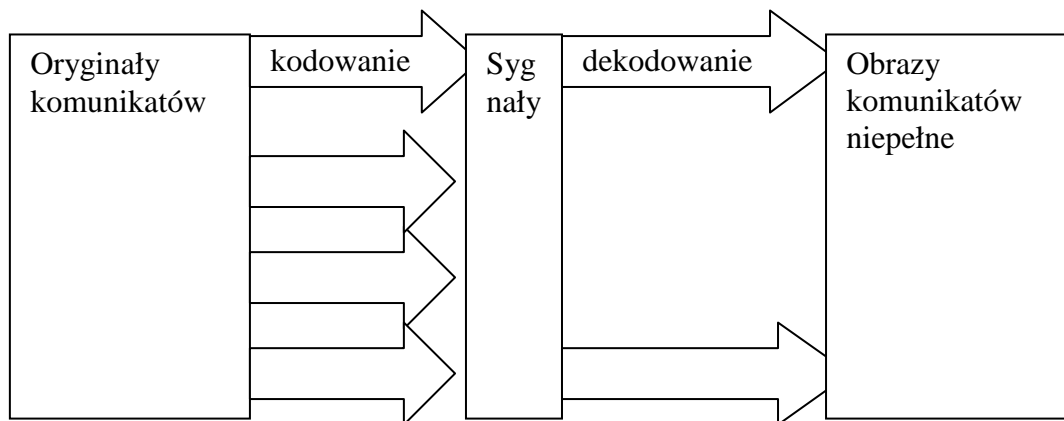 Oryginały
komunikatów
kodowanie
Syg
nały
dekodowanie
Obrazy
komunikatów
niepełne